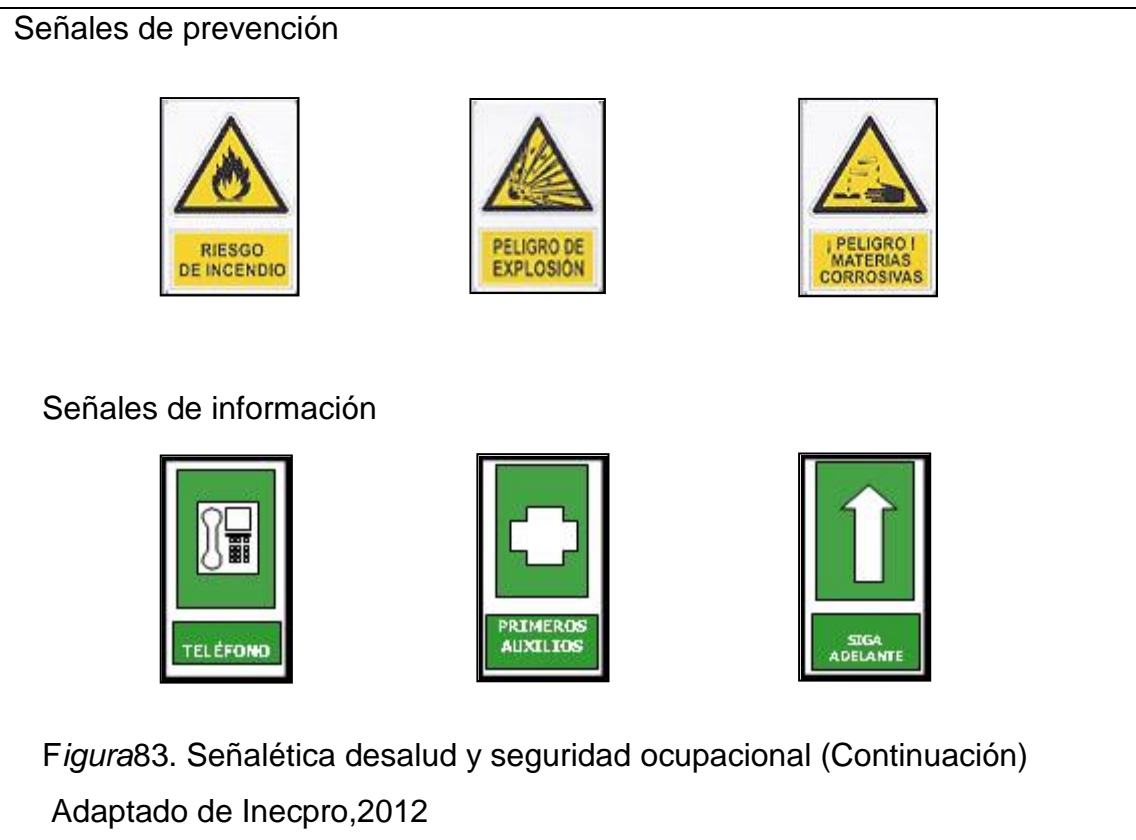 Señales de prevención
RIESGO
DE INCENDIO
PELIGRO DE
EXPLOSIÓN
¡ PELIGRO !
MATERIAS
CORROSIVAS
Señales de información
TELÉFONO
PRIMEROS
AUXILIOS
SIGA
ADELANTE
Figura83. Señalética desalud y seguridad ocupacional (Continuación)
Adaptado de Inecpro,2012